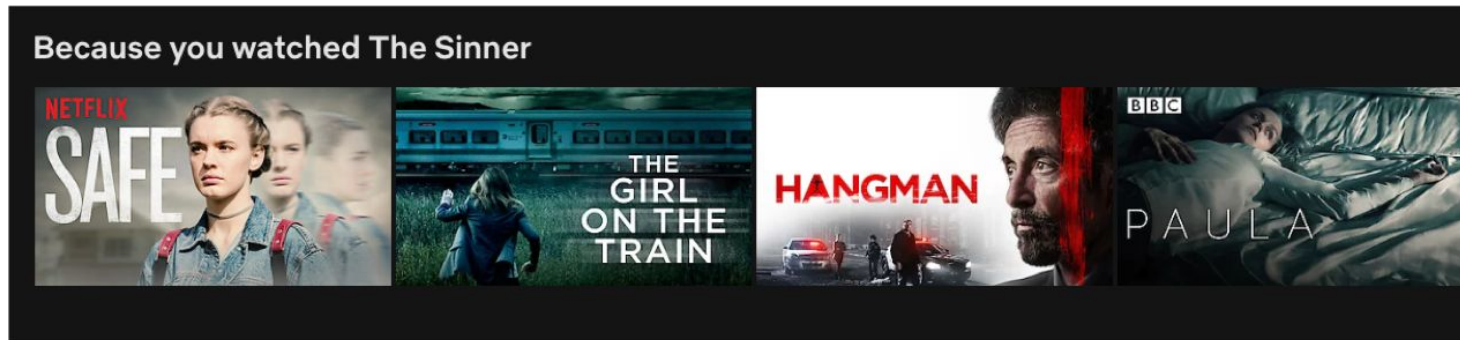 Because you watched The Sinner
NETFLIX
SAFE
THE
GIRL
ON THE
TRAIN
HANGMAN
BBC
PAULA